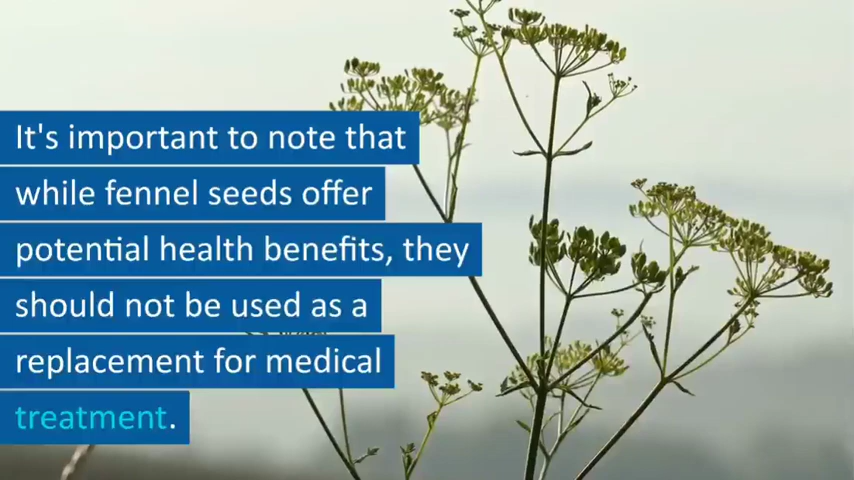 It's important to note that
while fennel seeds offer
potential health benefits, they
should not be used as a
replacement for medical
treatment.